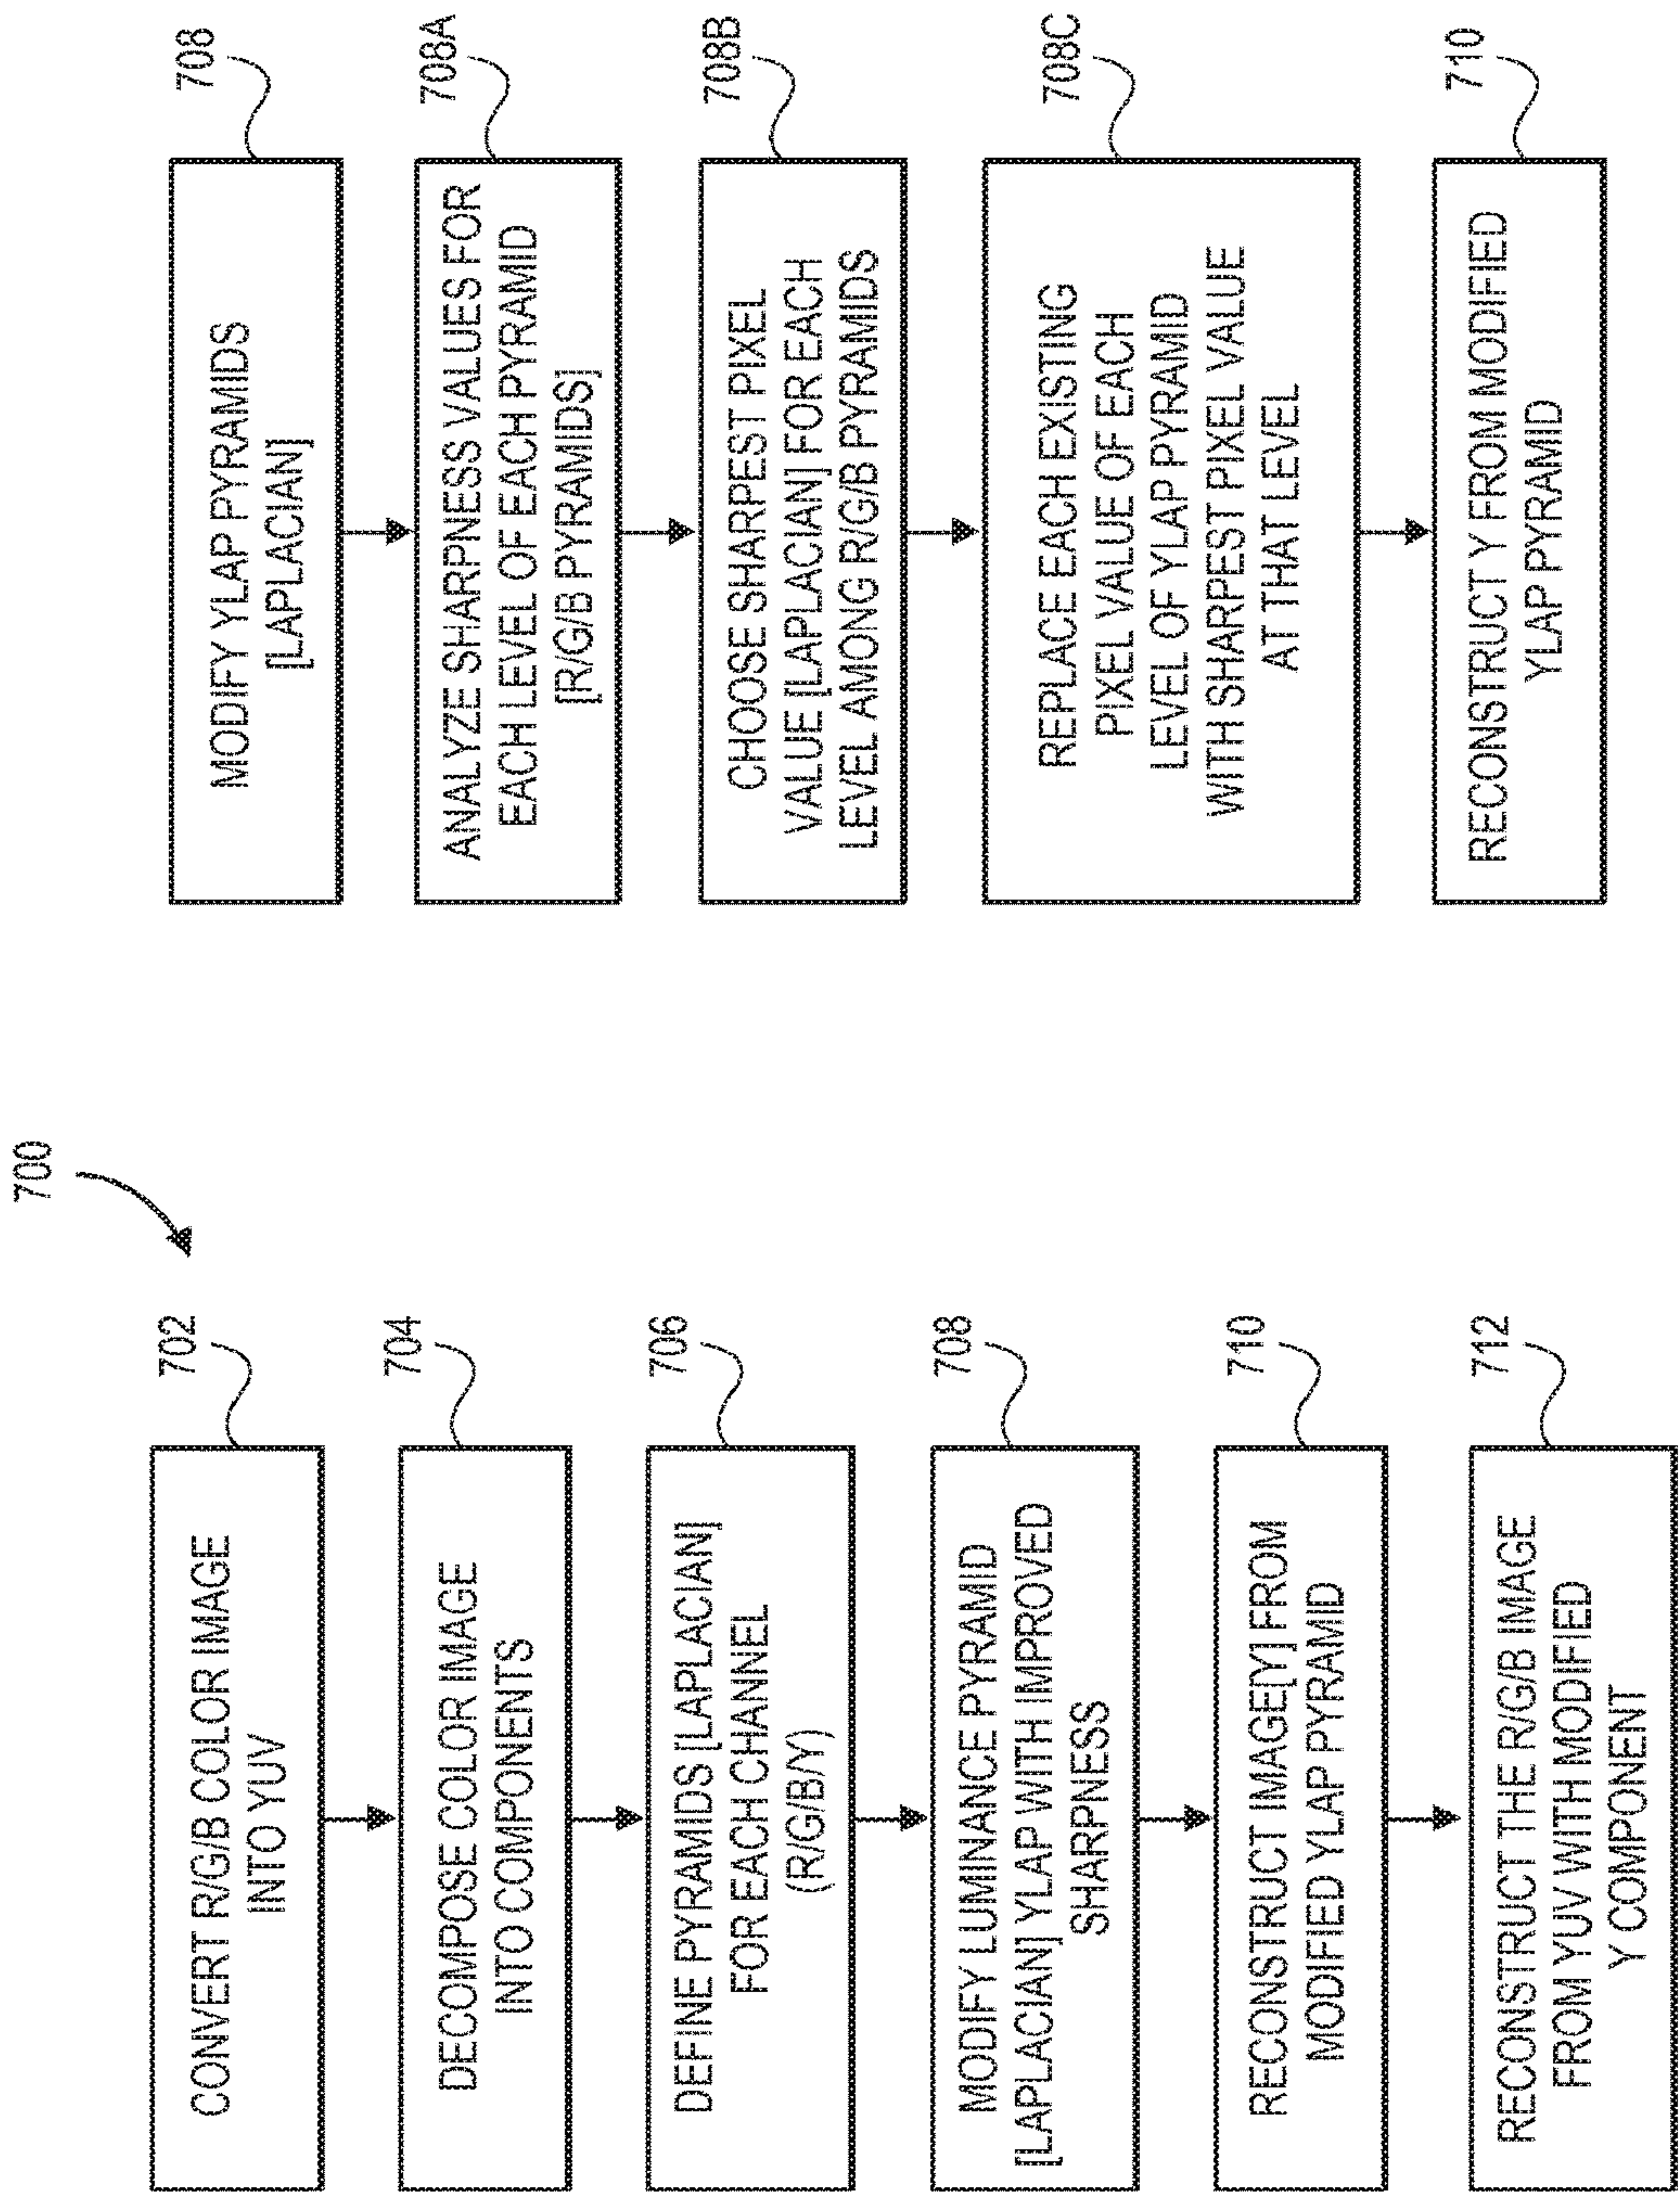 700
CONVERT R/G/B COLOR IMAGE
INTO YUV
702
DECOMPOSE COLOR IMAGE
INTO COMPONENTS
704
DEFINE PYRAMIDS [LAPLACIAN]
FOR EACH CHANNEL
(R/G/B/Y)
706
MODIFY LUMINANCE PYRAMID
[LAPLACIAN] YLAP WITH IMPROVED
SHARPNESS
708
RECONSTRUCT IMAGE[Y] FROM
MODIFIED YLAP PYRAMID
710
RECONSTRUCT THE R/G/B IMAGE
FROM YUV WITH MODIFIED
Y COMPONENT
712
MODIFY YLAP PYRAMIDS
[LAPLACIAN]
708
ANALYZE SHARPNESS VALUES FOR
EACH LEVEL OF EACH PYRAMID
[R/G/B PYRAMIDS]
708A
CHOOSE SHARPEST PIXEL
VALUE [LAPLACIAN] FOR EACH
LEVEL AMONG R/G/B PYRAMIDS
708B
REPLACE EACH EXISTING
PIXEL VALUE OF EACH
LEVEL OF YLAP PYRAMID
WITH SHARPEST PIXEL VALUE
AT THAT LEVEL
708C
RECONSTRUCT Y FROM MODIFIED
YLAP PYRAMID
710